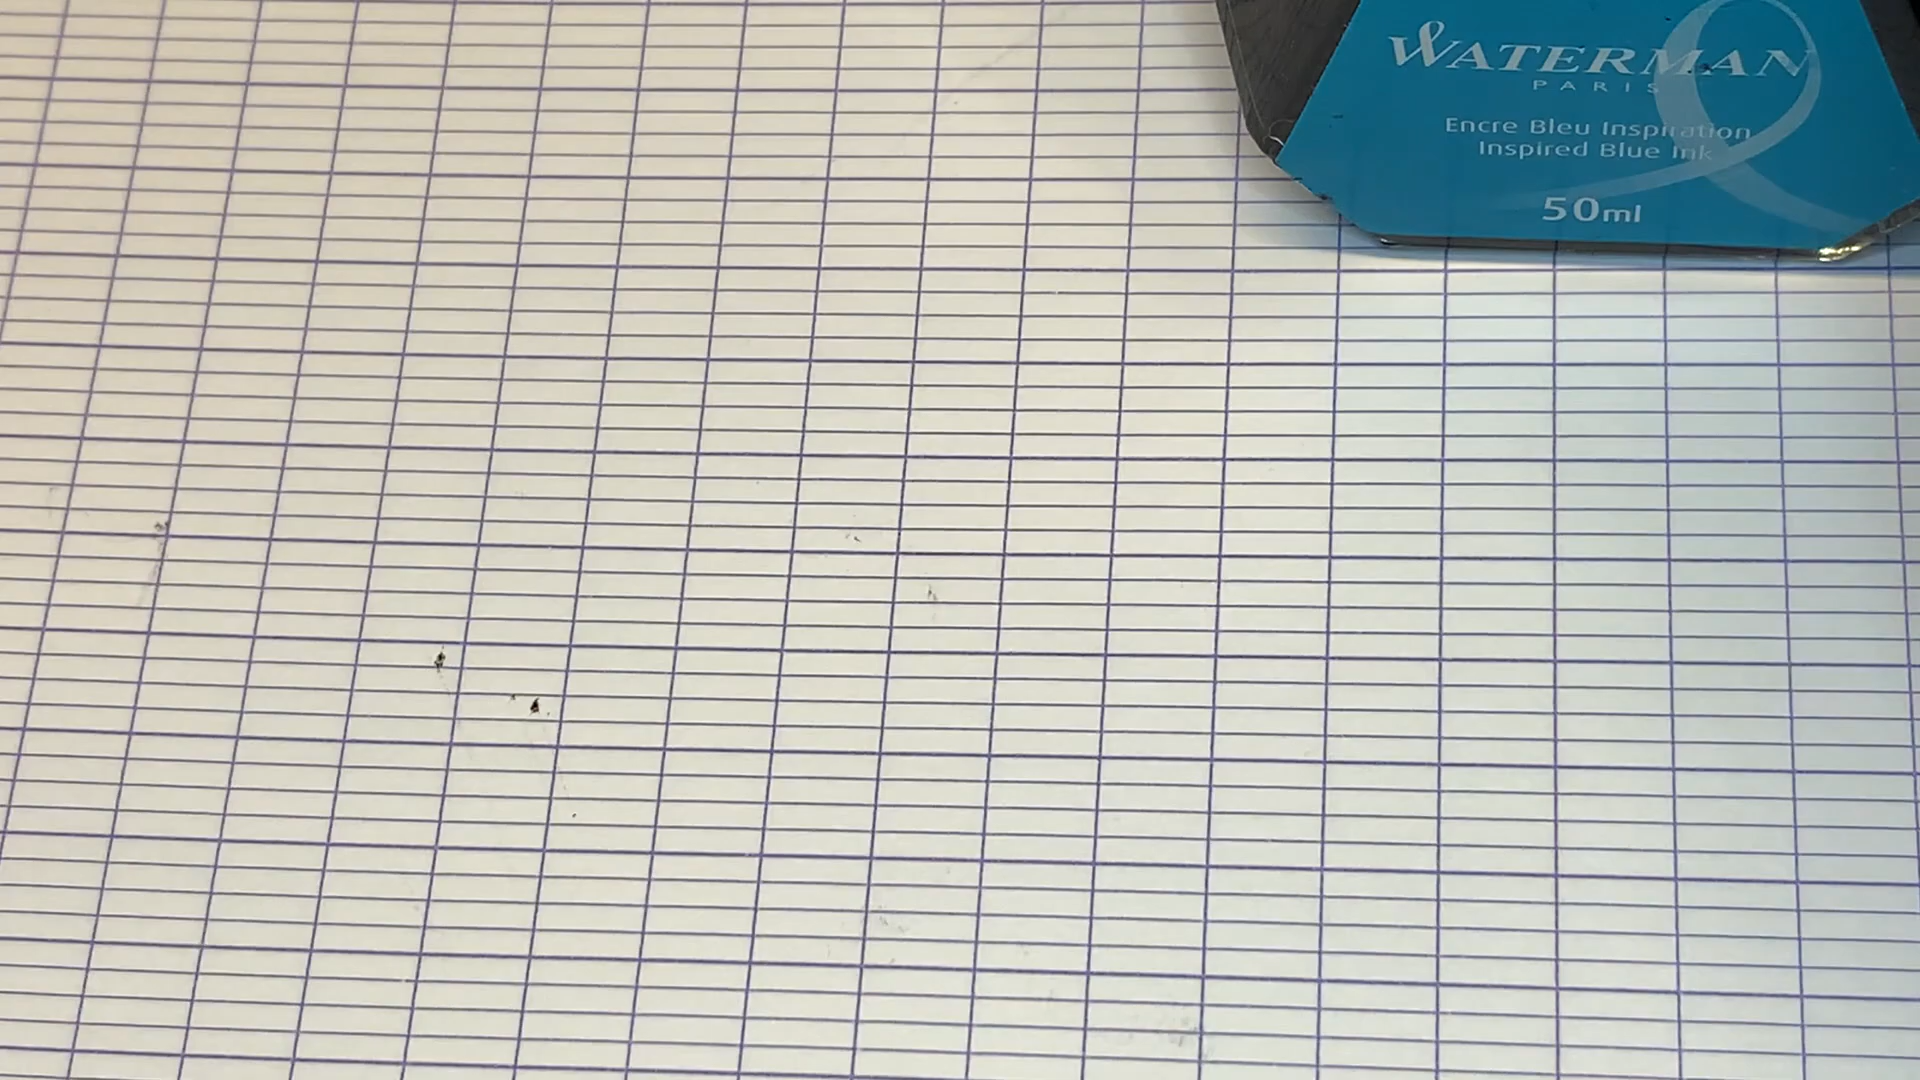 WATERMAN
PARIS
Encre Bleu Inspiration
Inspired Blue Ink
50ml